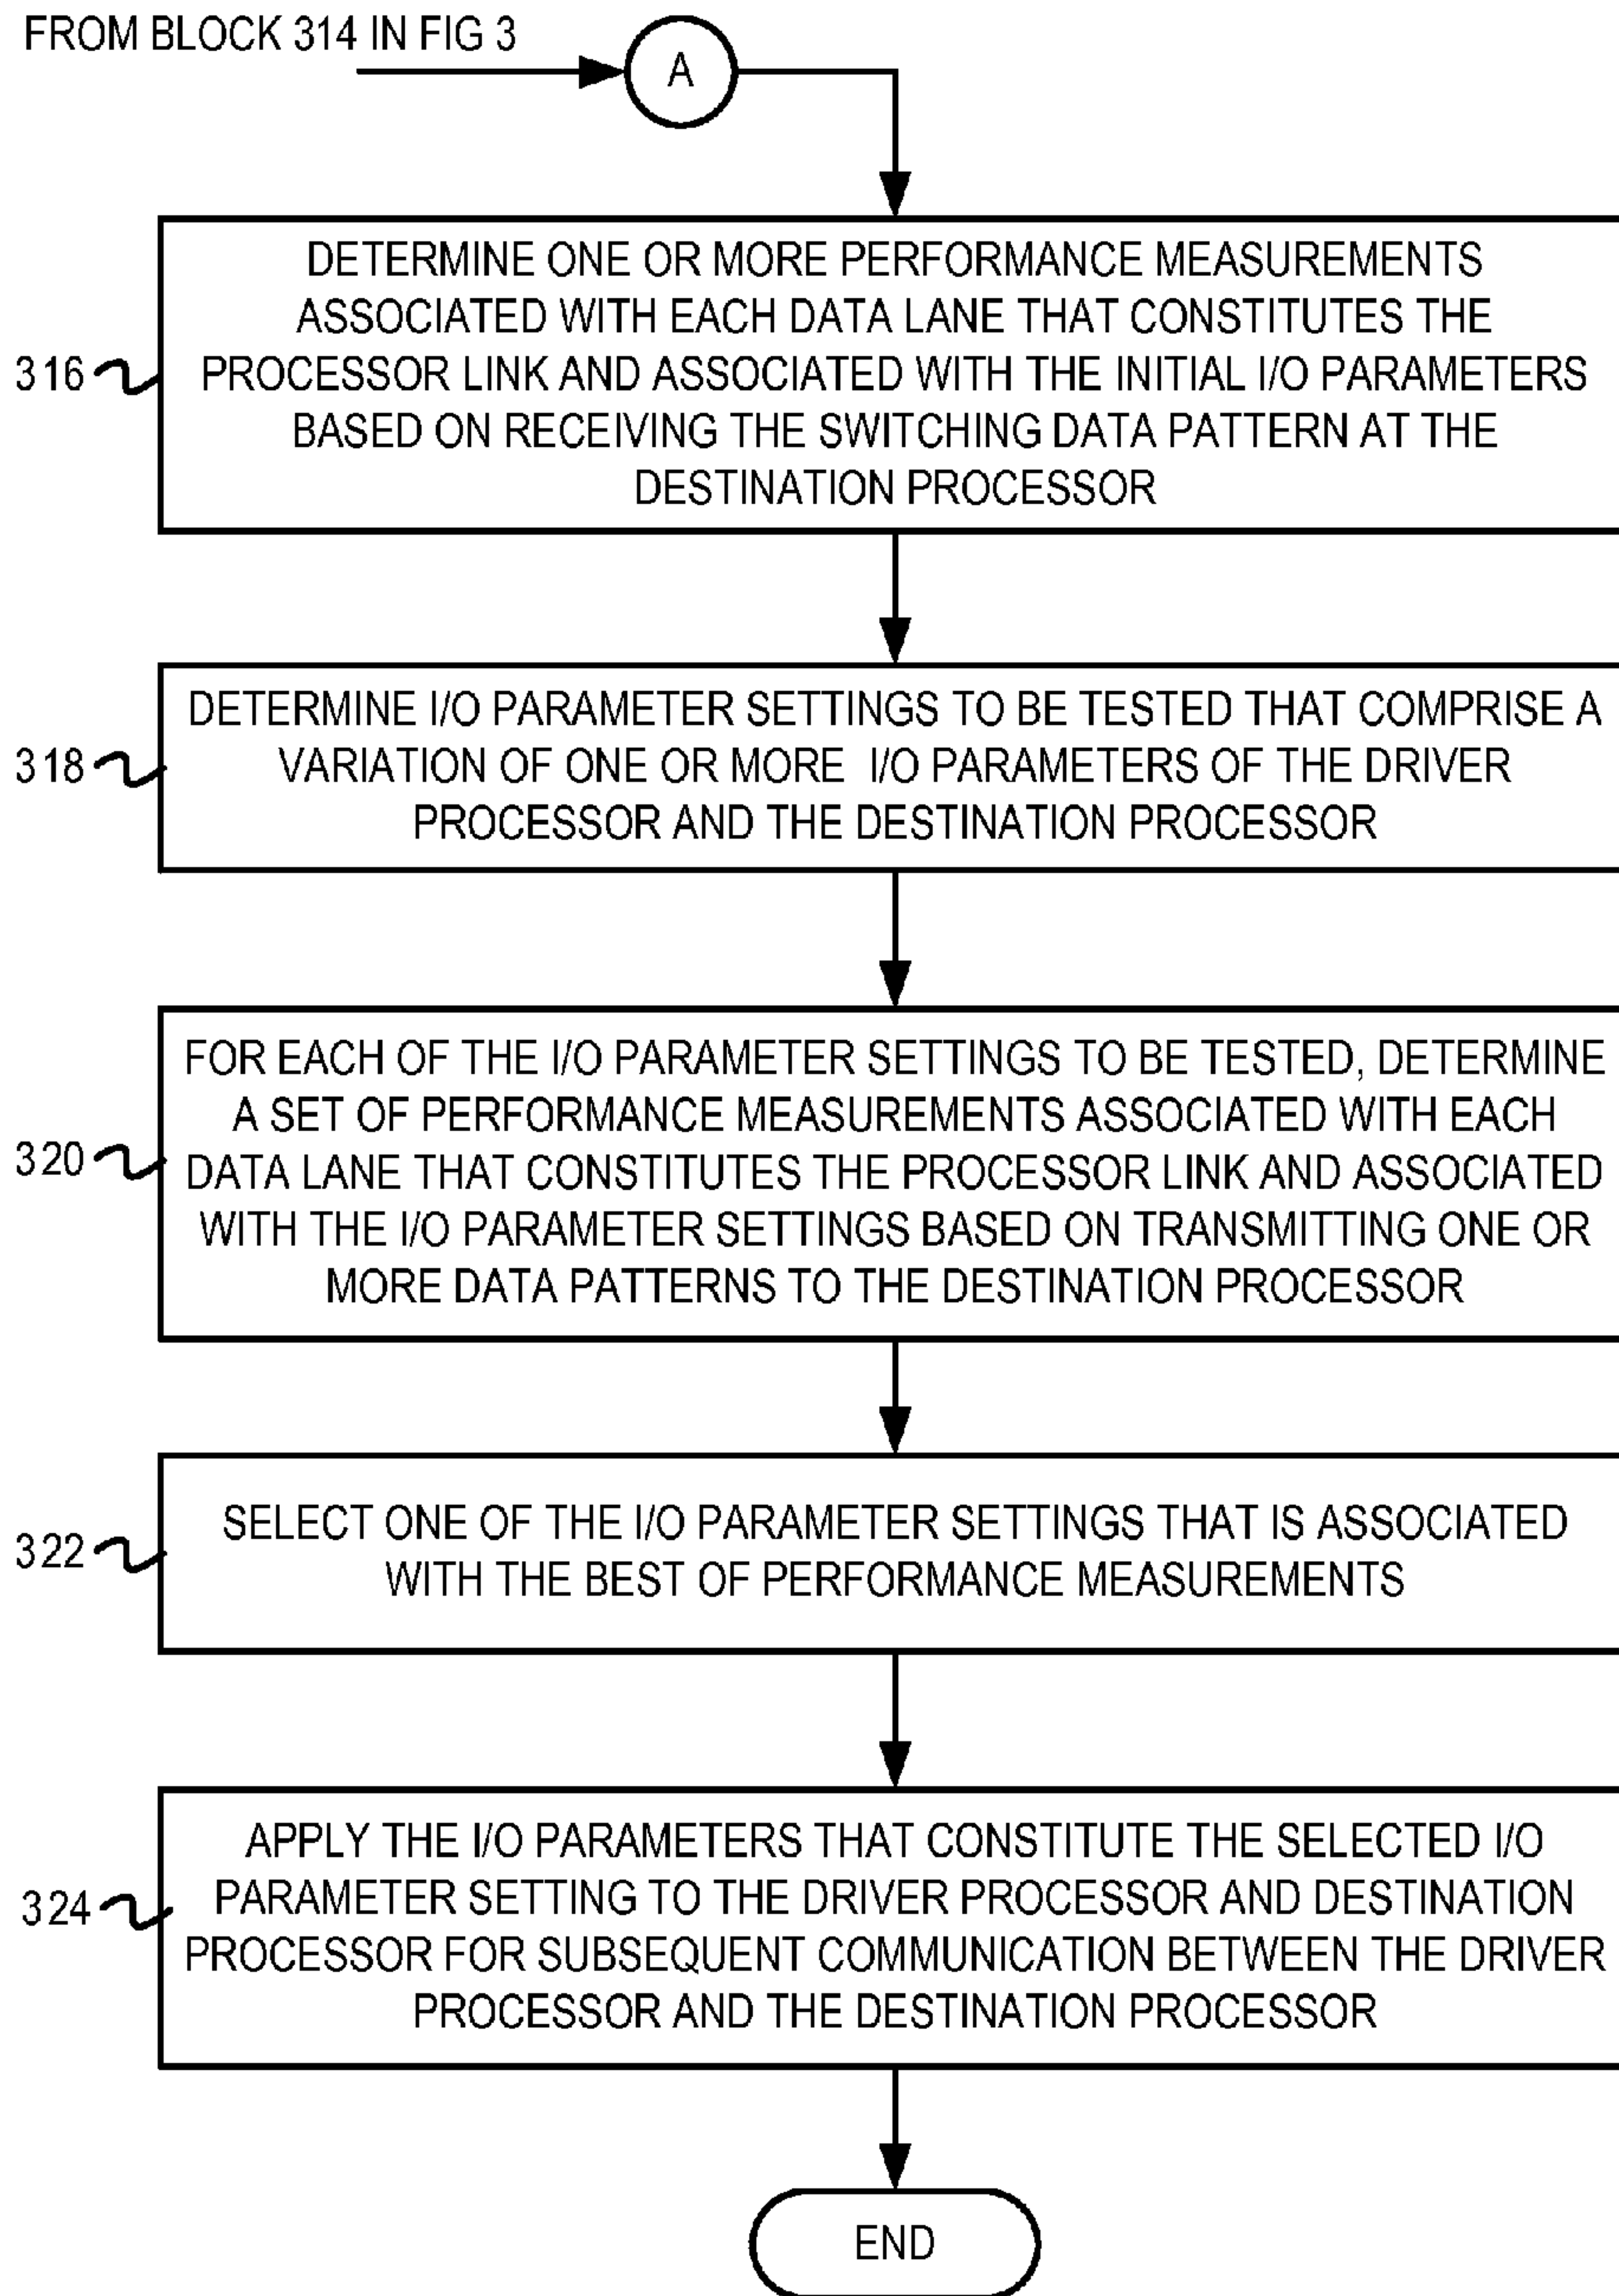 FROM BLOCK 314 IN FIG 3
A
DETERMINE ONE OR MORE PERFORMANCE MEASUREMENTS
ASSOCIATED WITH EACH DATA LANE THAT CONSTITUTES THE
316
PROCESSOR LINK AND ASSOCIATED WITH THE INITIAL I/O PARAMETERS
BASED ON RECEIVING THE SWITCHING DATA PATTERN AT THE
DESTINATION PROCESSOR
DETERMINE I/O PARAMETER SETTINGS TO BE TESTED THAT COMPRISE A
318
VARIATION OF ONE OR MORE I/O PARAMETERS OF THE DRIVER
PROCESSOR AND THE DESTINATION PROCESSOR
FOR EACH OF THE I/O PARAMETER SETTINGS TO BE TESTED, DETERMINE
A SET OF PERFORMANCE MEASUREMENTS ASSOCIATED WITH EACH
320
DATA LANE THAT CONSTITUTES THE PROCESSOR LINK AND ASSOCIATED
WITH THE I/O PARAMETER SETTINGS BASED ON TRANSMITTING ONE OR
MORE DATA PATTERNS TO THE DESTINATION PROCESSOR
322
SELECT ONE OF THE I/O PARAMETER SETTINGS THAT IS ASSOCIATED
WITH THE BEST OF PERFORMANCE MEASUREMENTS
APPLY THE I/O PARAMETERS THAT CONSTITUTE THE SELECTED I/O
324
PARAMETER SETTING TO THE DRIVER PROCESSOR AND DESTINATION
PROCESSOR FOR SUBSEQUENT COMMUNICATION BETWEEN THE DRIVER
PROCESSOR AND THE DESTINATION PROCESSOR
END